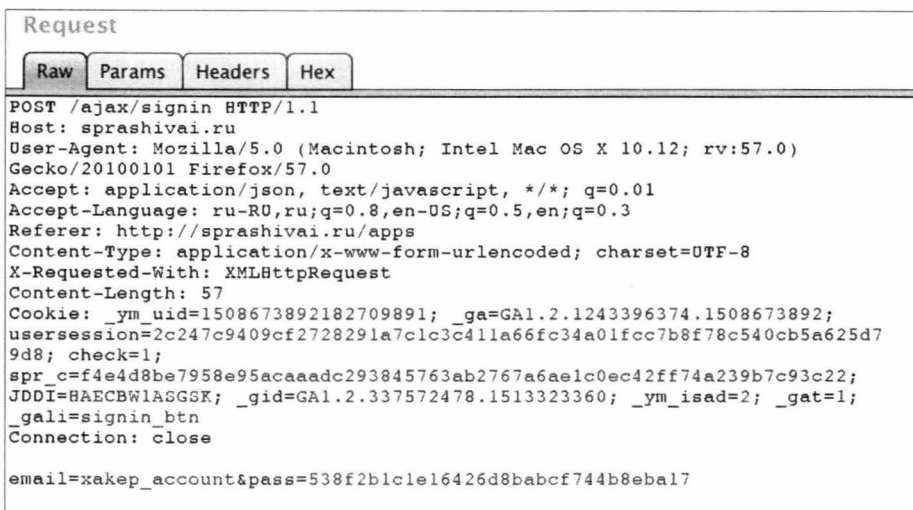 Request
Raw Params Headers Hex
POST /ajax/signin HTTP/1.1
Host: sprashivai.ru
User-Agent: Mozilla/5.0 (Macintosh; Intel Mac OS X 10.12; rv:57.0)
Gecko/20100101 Firefox/57.0
Accept: application/json, text/javascript, */*; q=0.01
Accept-Language: ru-RU,ru;q=0.8,en-US;q=0.5,en;q=0.3
Referer: http://sprashivai.ru/apps
Content-Type: application/x-www-form-urlencoded; charset=UTF-8
X-Requested-With: XMLHttpRequest
Content-Length: 57
Cookie: _ym_uid=1508673892182709891; _ga=GA1.2.1243396374.1508673892;
usersession=2c247c9409cf2728291a7c1c3c411a66fc34a01fcc7b8f78c540cb5a625d7
9d8; check=1;
spr_c=f4e4d8be7958e95acaaadc293845763ab2767a6ae1c0ec42ff74a239b7c93c22;
JDDI=HAECBW1ASGSK; _gid=GA1.2.337572478.1513323360; _ym_isad=2; _gat=1;
_gali=signin_btn
Connection: close
email=xakep_account&pass=538f2b1c1e16426d8babcf744b8eba17